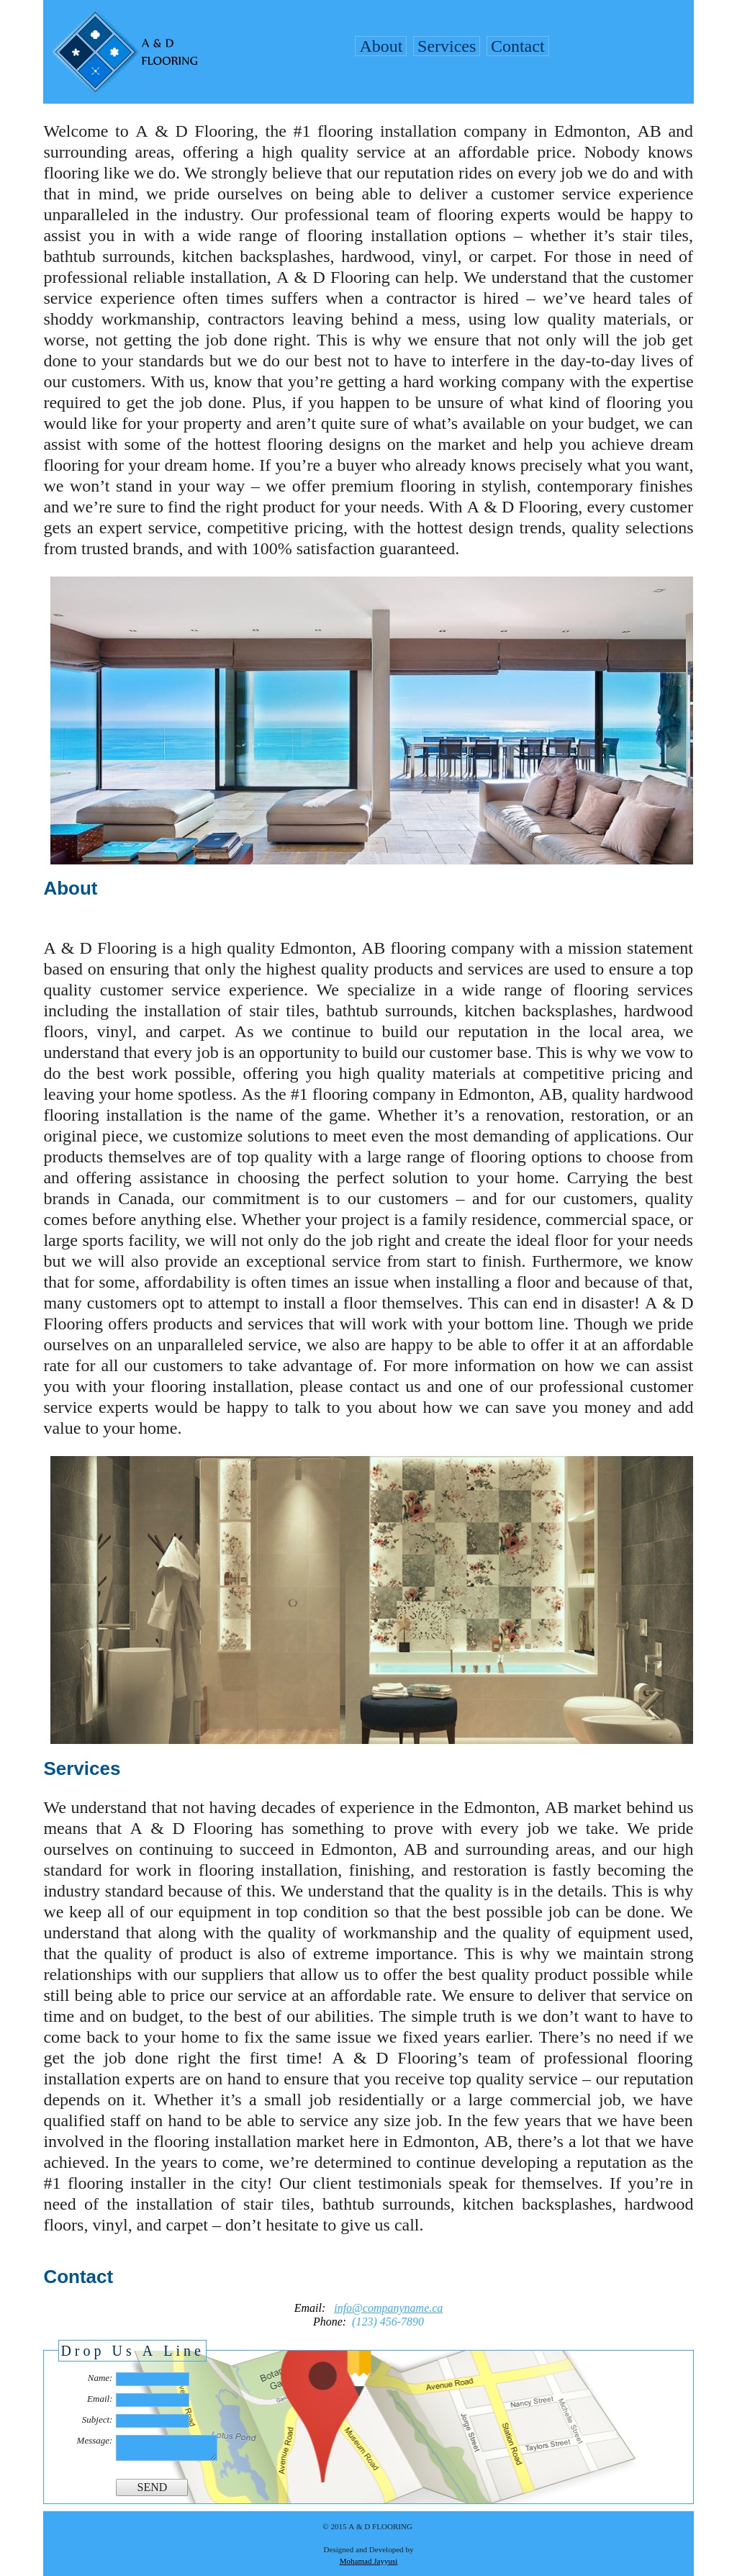 A & D
FLOORING
About Services Contact
Welcome to A & D Flooring, the #1 flooring installation company in Edmonton, AB and
surrounding areas, offering a high quality service at an affordable price. Nobody knows
flooring like we do. We strongly believe that our reputation rides on every job we do and with
that in mind, we pride ourselves on being able to deliver a customer service experience
unparalleled in the industry. Our professional team of flooring experts would be happy to
assist you in with a wide range of flooring installation options – whether it’s stair tiles,
bathtub surrounds, kitchen backsplashes, hardwood, vinyl, or carpet. For those in need of
professional reliable installation, A & D Flooring can help. We understand that the customer
service experience often times suffers when a contractor is hired – we’ve heard tales of
shoddy workmanship, contractors leaving behind a mess, using low quality materials, or
worse, not getting the job done right. This is why we ensure that not only will the job get
done to your standards but we do our best not to have to interfere in the day-to-day lives of
our customers. With us, know that you’re getting a hard working company with the expertise
required to get the job done. Plus, if you happen to be unsure of what kind of flooring you
would like for your property and aren’t quite sure of what’s available on your budget, we can
assist with some of the hottest flooring designs on the market and help you achieve dream
flooring for your dream home. If you’re a buyer who already knows precisely what you want,
we won’t stand in your way – we offer premium flooring in stylish, contemporary finishes
and we’re sure to find the right product for your needs. With A & D Flooring, every customer
gets an expert service, competitive pricing, with the hottest design trends, quality selections
from trusted brands, and with 100% satisfaction guaranteed.
About
A & D Flooring is a high quality Edmonton, AB flooring company with a mission statement
based on ensuring that only the highest quality products and services are used to ensure a top
quality customer service experience. We specialize in a wide range of flooring services
including the installation of stair tiles, bathtub surrounds, kitchen backsplashes, hardwood
floors, vinyl, and carpet. As we continue to build our reputation in the local area, we
understand that every job is an opportunity to build our customer base. This is why we vow to
do the best work possible, offering you high quality materials at competitive pricing and
leaving your home spotless. As the #1 flooring company in Edmonton, AB, quality hardwood
flooring installation is the name of the game. Whether it’s a renovation, restoration, or an
original piece, we customize solutions to meet even the most demanding of applications. Our
products themselves are of top quality with a large range of flooring options to choose from
and offering assistance in choosing the perfect solution to your home. Carrying the best
brands in Canada, our commitment is to our customers – and for our customers, quality
comes before anything else. Whether your project is a family residence, commercial space, or
large sports facility, we will not only do the job right and create the ideal floor for your needs
but we will also provide an exceptional service from start to finish. Furthermore, we know
that for some, affordability is often times an issue when installing a floor and because of that,
many customers opt to attempt to install a floor themselves. This can end in disaster! A & D
Flooring offers products and services that will work with your bottom line. Though we pride
ourselves on an unparalleled service, we also are happy to be able to offer it at an affordable
rate for all our customers to take advantage of. For more information on how we can assist
you with your flooring installation, please contact us and one of our professional customer
service experts would be happy to talk to you about how we can save you money and add
value to your home.
Services
We understand that not having decades of experience in the Edmonton, AB market behind us
means that A & D Flooring has something to prove with every job we take. We pride
ourselves on continuing to succeed in Edmonton, AB and surrounding areas, and our high
standard for work in flooring installation, finishing, and restoration is fastly becoming the
industry standard because of this. We understand that the quality is in the details. This is why
we keep all of our equipment in top condition so that the best possible job can be done. We
understand that along with the quality of workmanship and the quality of equipment used,
that the quality of product is also of extreme importance. This is why we maintain strong
relationships with our suppliers that allow us to offer the best quality product possible while
still being able to price our service at an affordable rate. We ensure to deliver that service on
time and on budget, to the best of our abilities. The simple truth is we don’t want to have to
come back to your home to fix the same issue we fixed years earlier. There’s no need if we
get the job done right the first time! A & D Flooring’s team of professional flooring
installation experts are on hand to ensure that you receive top quality service – our reputation
depends on it. Whether it’s a small job residentially or a large commercial job, we have
qualified staff on hand to be able to service any size job. In the few years that we have been
involved in the flooring installation market here in Edmonton, AB, there’s a lot that we have
achieved. In the years to come, we’re determined to continue developing a reputation as the
#1 flooring installer in the city! Our client testimonials speak for themselves. If you’re in
need of the installation of stair tiles, bathtub surrounds, kitchen backsplashes, hardwood
floors, vinyl, and carpet – don’t hesitate to give us call.
Contact
Email: info@companyname.ca
Phone: (123) 456-7890
Drop Us A Line
Name:
Email:
Subject:
Message:
SEND
Lotus Pond
Avenue Road
Museum Road
Avenue Road
Jorge Street
Station Road
Nancy Street
Taylors Street
Michele Street
© 2015 A & D FLOORING
Designed and Developed by
Mohamad Jayyusi